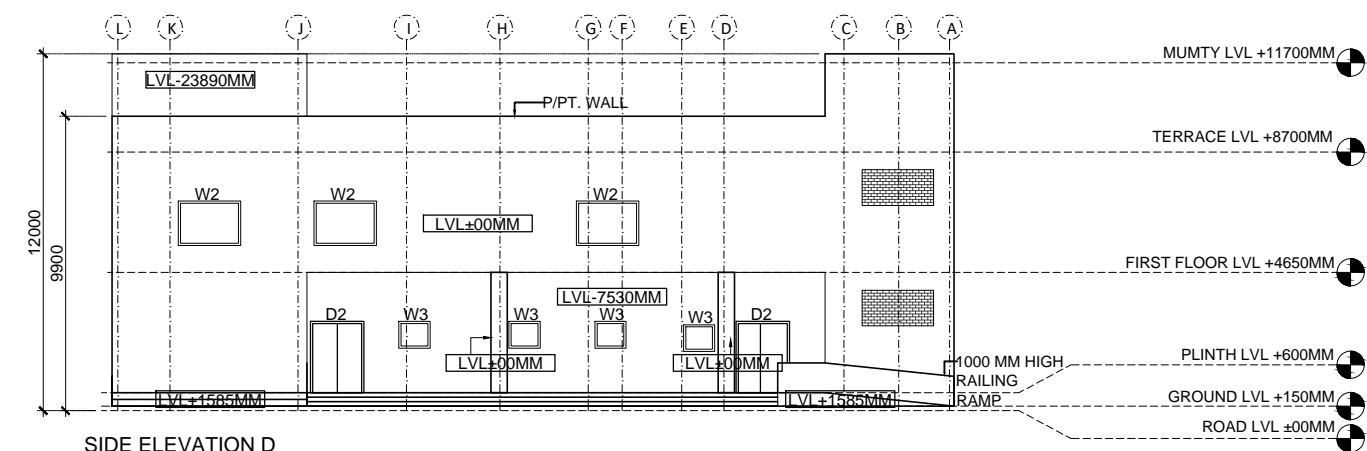 L K J I H G F E D C B A
MUMTY LVL +11700MM
LVL-23890MM
P/PT. WALL
TERRACE LVL +8700MM
W2 W2 W2
LVL±00MM
12000
9900
FIRST FLOOR LVL +4650MM
LVL-7530MM
D2 W3 W3 W3 W3 D2
LVL±00MM LVL±00MM
1000 MM HIGH
RAILING
RAMP
PLINTH LVL +600MM
LVL+1585MM LVL+1585MM
GROUND LVL +150MM
ROAD LVL ±00MM
SIDE ELEVATION D